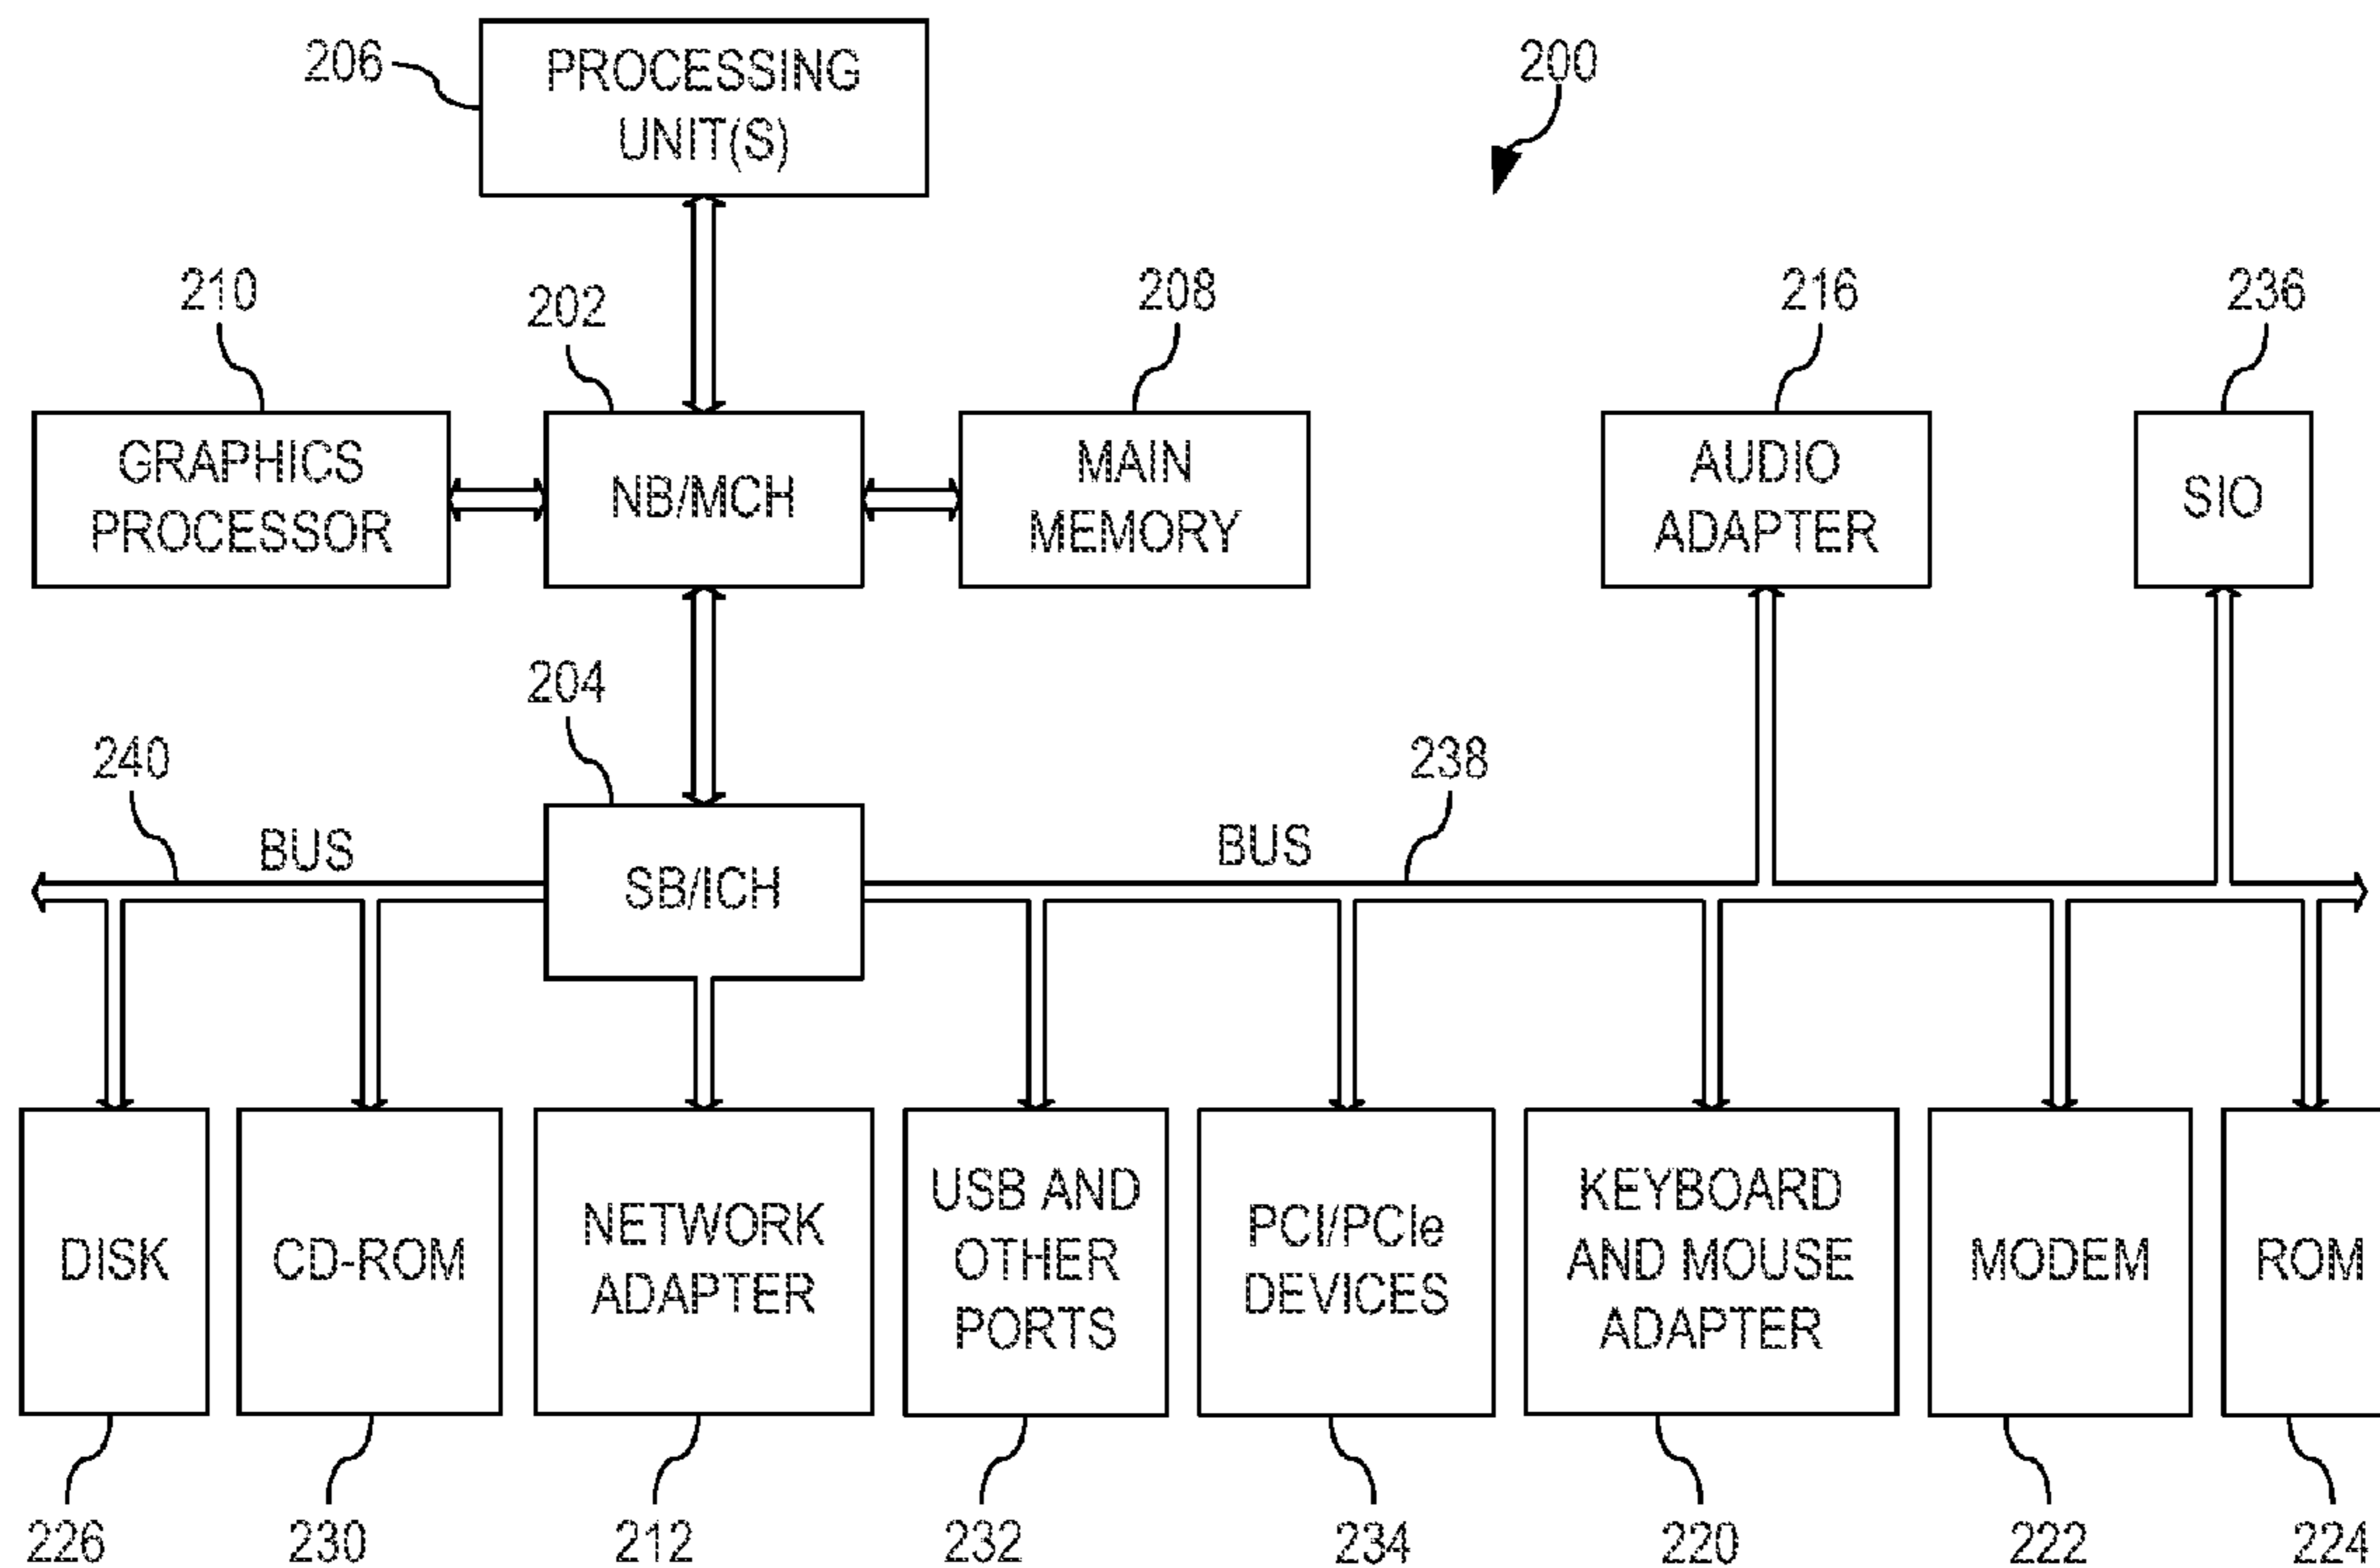 206
PROCESSING
UNIT(S)
200
210
202
208
216
236
GRAPHICS
PROCESSOR
NB/MCH
MAIN
MEMORY
AUDIO
ADAPTER
SIO
204
240
BUS
238
BUS
SB/ICH
DISK
CD-ROM
NETWORK
ADAPTER
USB AND
OTHER
PORTS
PCI/PCIe
DEVICES
KEYBOARD
AND MOUSE
ADAPTER
MODEM
ROM
226
230
212
232
234
220
222
224